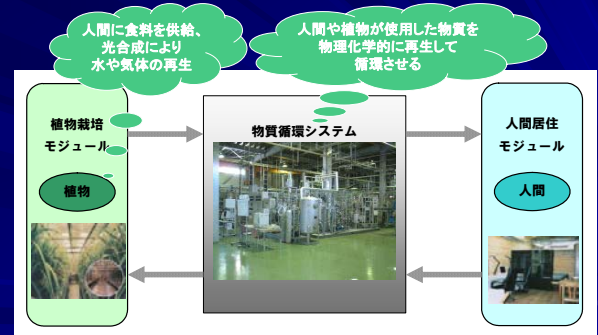 人間に食料を供給、
光合成により
水や気体の再生
人間や植物が使用した物質を
物理化学的に再生して
循環させる
植物栽培
モジュール
植物
物質循環システム
人間居住
モジュール
人間